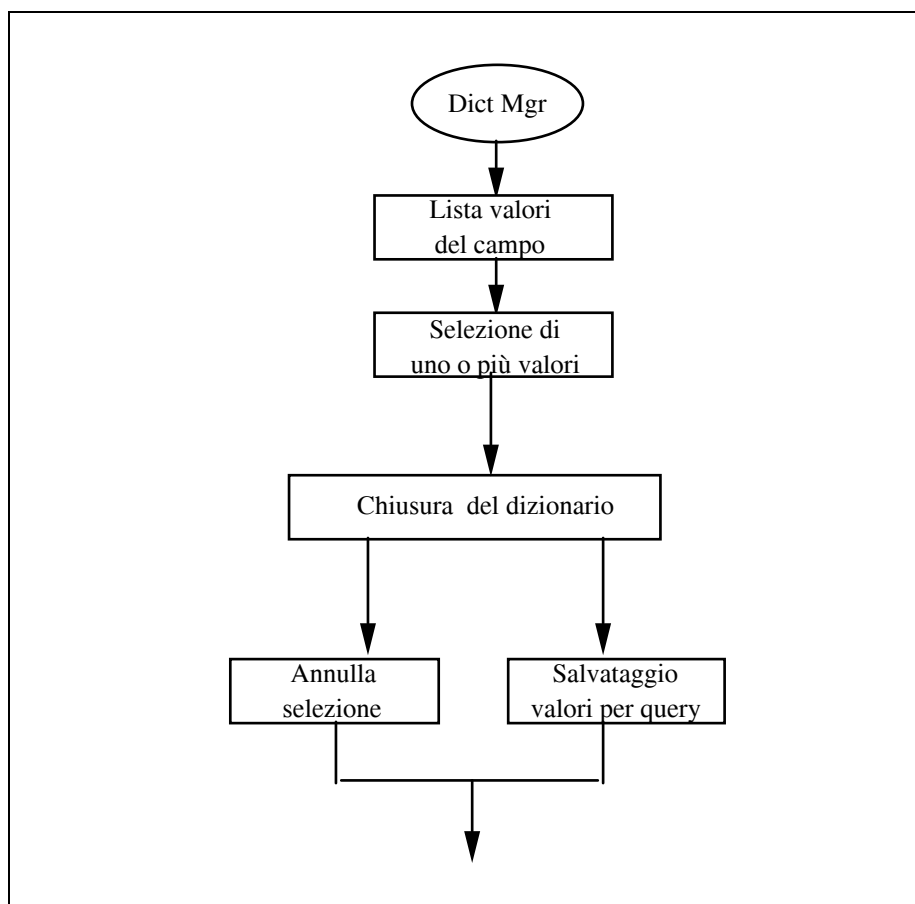 Dict Mgr
Lista valori
del campo
Selezione di
uno o più valori
Chiusura del dizionario
Annulla
selezione
Salvataggio
valori per query